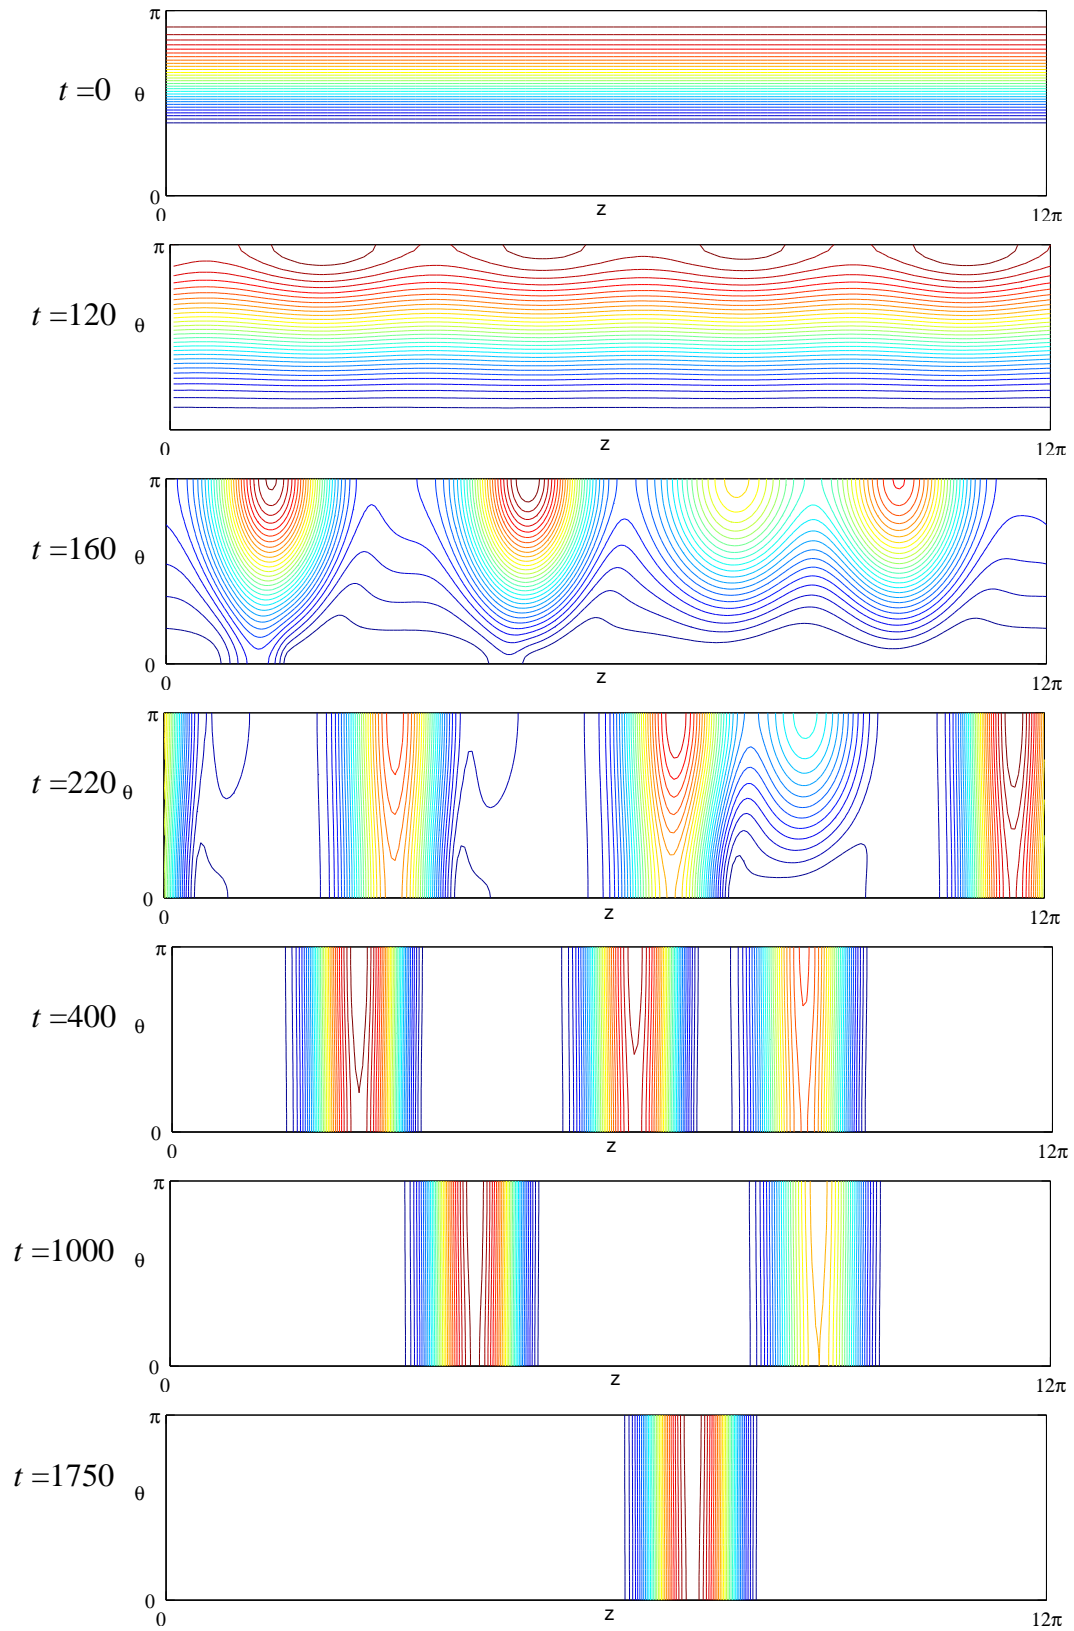 π
t =0 θ
0
0 z 12π
π
t =120 θ
0 z 12π
π
t =160 θ
0
0 z 12π
π
t =220 θ
0
0 z 12π
π
t =400 θ
0
0 z 12π
π
t =1000 θ
0
0 z 12π
π
t =1750 θ
0
0 z 12π